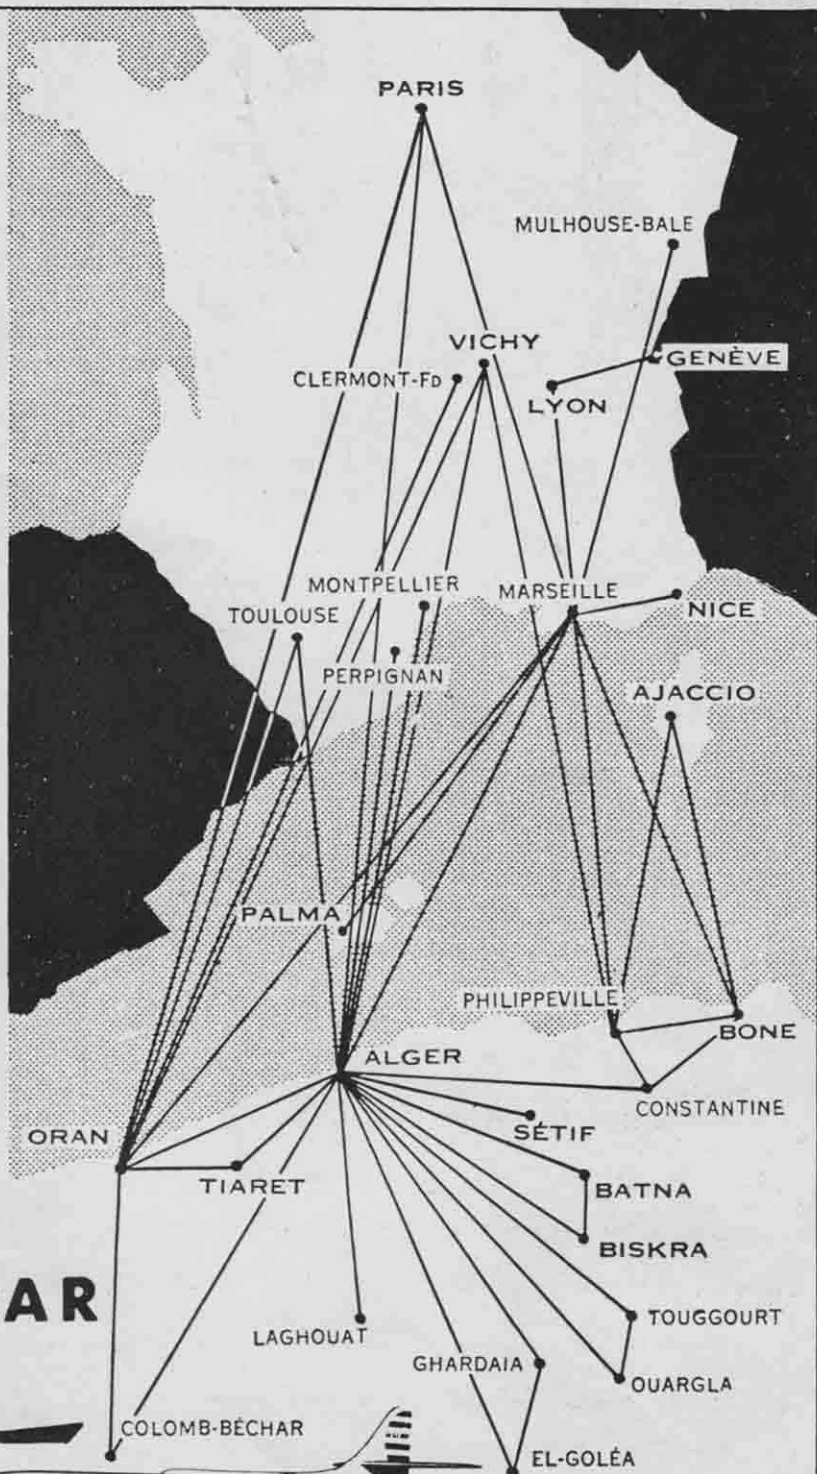 PARIS
MULHOUSE-BALE
VICHY
GENÈVE
CLERMONT-FD
LYON
MONTPELLIER
MARSEILLE
NICE
TOULOUSE
PERPIGNAN
AJACCIO
PALMA
PHILIPPEVILLE
BONE
ALGER
CONSTANTINE
SÉTIF
ORAN
TIARET
BATNA
BISKRA
AR
TOUGGOURT
LAGHOUAT
GHARDAIA
OUARGLA
COLOMB-BÉCHAR
EL-GOLÉA